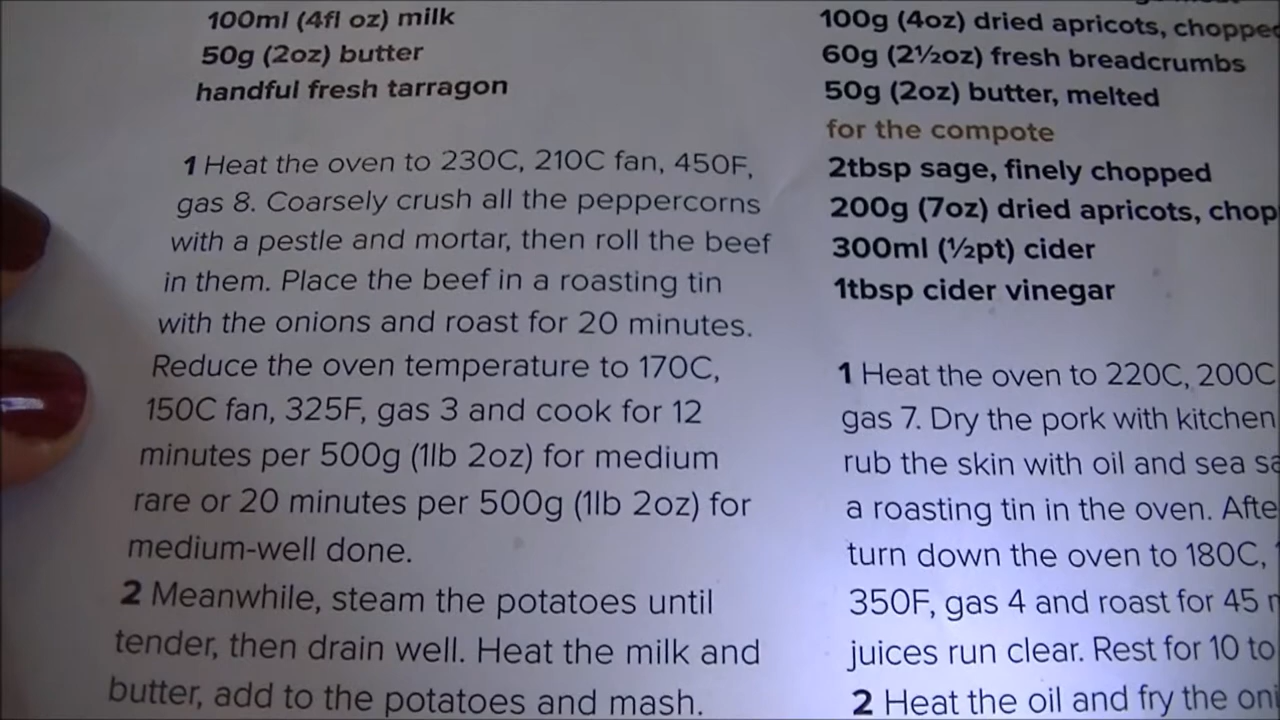 100ml (4fl oz) milk
50g (2oz) butter
handful fresh tarragon
1 Heat the oven to 230C, 210C fan, 450F,
gas 8. Coarsely crush all the peppercorns
with a pestle and mortar, then roll the beef
in them. Place the beef in a roasting tin
with the onions and roast for 20 minutes.
Reduce the oven temperature to 170C,
150C fan, 325F, gas 3 and cook for 12
minutes per 500g (1lb 2oz) for medium
rare or 20 minutes per 500g (1lb 2oz) for
medium-well done.
2 Meanwhile, steam the potatoes until
tender, then drain well. Heat the milk and
butter, add to the potatoes and mash.
100g (4oz) dried apricots, chopped
60g (2½oz) fresh breadcrumbs
50g (2oz) butter, melted
for the compote
2tbsp sage, finely chopped
200g (7oz) dried apricots, chop
300ml (½pt) cider
1tbsp cider vinegar
1 Heat the oven to 220C, 200C
gas 7. Dry the pork with kitchen
rub the skin with oil and sea sa
a roasting tin in the oven. Afte
turn down the oven to 180C,
350F, gas 4 and roast for 45
juices run clear. Rest for 10 to
2 Heat the oil and fry the oni